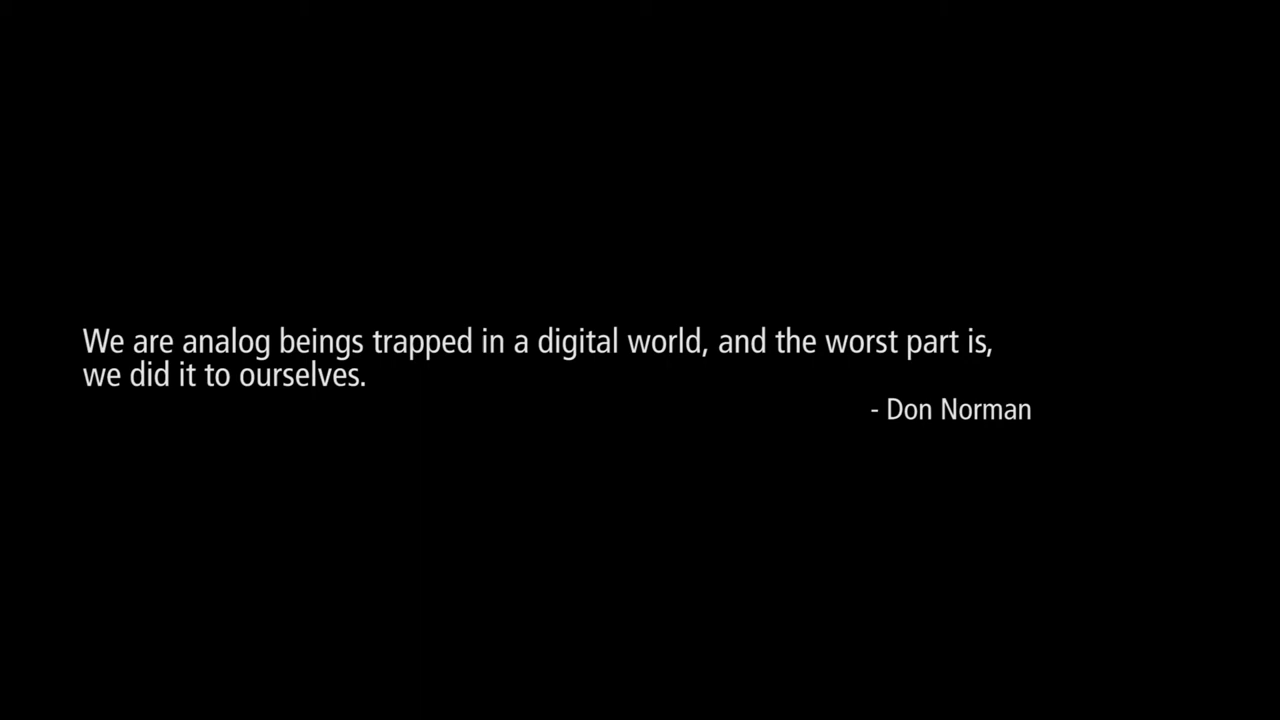 We are analog beings trapped in a digital world, and the worst part is,
we did it to ourselves.
- Don Norman